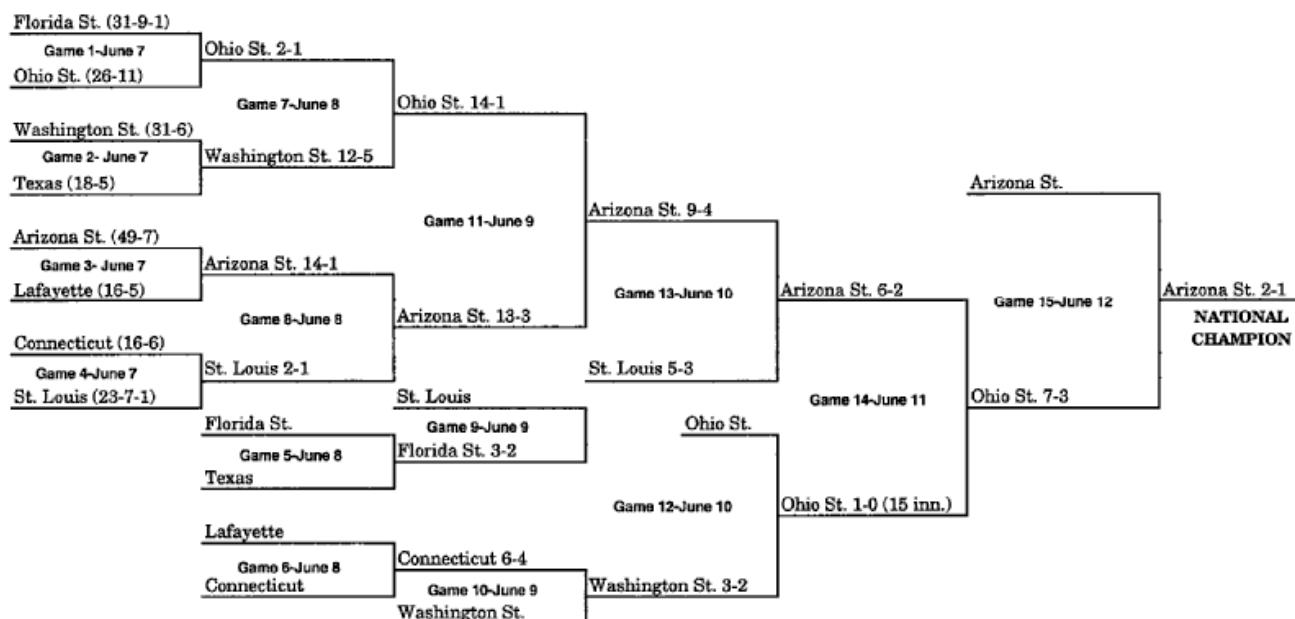 Florida St. (31-9-1)
Game 1-June 7
Ohio St. 2-1
Ohio St. (26-11)
Game 7-June 8
Ohio St. 14-1
Washington St. (31-6)
Game 2- June 7
Washington St. 12-5
Texas (18-5)
Arizona St.
Game 11-June 9
Arizona St. 9-4
Arizona St. (49-7)
Game 3- June 7
Arizona St. 14-1
Lafayette (16-5)
Game 13-June 10
Arizona St. 6-2
Game 15-June 12
Arizona St. 2-1
NATIONAL
CHAMPION
Game 8-June 8
Arizona St. 13-3
Connecticut (16-6)
Game 4-June 7
St. Louis 2-1
St. Louis 5-3
St. Louis (23-7-1)
St. Louis
Game 14-June 11
Ohio St. 7-3
Florida St.
Game 9-June 9
Ohio St.
Game 5-June 8
Florida St. 3-2
Texas
Game 12-June 10
Ohio St. 1-0 (15 inn.)
Lafayette
Game 6-June 8
Connecticut 6-4
Connecticut
Game 10-June 9
Washington St. 3-2
Washington St.